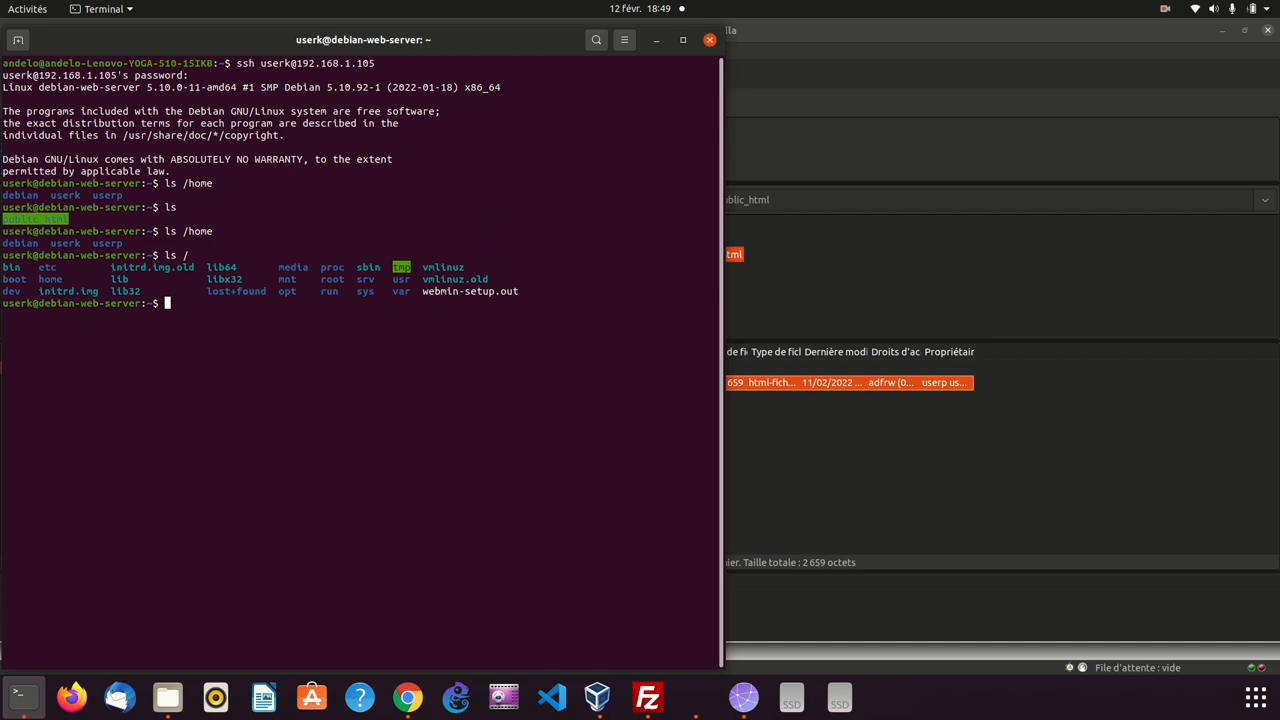 Activités Terminal 12 févr. 18:49
userk@debian-web-server: ~
lla
andelo@andelo-Lenovo-YOGA-510-15IKB:~$ ssh userk@192.168.1.105
userk@192.168.1.105's password:
Linux debian-web-server 5.10.0-11-amd64 #1 SMP Debian 5.10.92-1 (2022-01-18) x86_64
The programs included with the Debian GNU/Linux system are free software;
the exact distribution terms for each program are described in the
individual files in /usr/share/doc/*/copyright.
Debian GNU/Linux comes with ABSOLUTELY NO WARRANTY, to the extent
permitted by applicable law.
userk@debian-web-server:~$ ls /home
debian userk userp
userk@debian-web-server:~$ ls
public_html
userk@debian-web-server:~$ ls /home
debian userk userp
userk@debian-web-server:~$ ls /
bin etc initrd.img.old lib64 media proc sbin tmp vmlinuz
boot home lib libx32 mnt root srv usr vmlinuz.old
dev initrd.img lib32 lost+found opt run sys var webmin-setup.out
userk@debian-web-server:~$
ublic_html
tml
de fic Type de fich Dernière modi Droits d'ac Propriétair
659 html-fich... 11/02/2022 ... adfrw (0... userp us...
ier. Taille totale : 2 659 octets
File d'attente : vide
>_
?
Fz
SSD
SSD